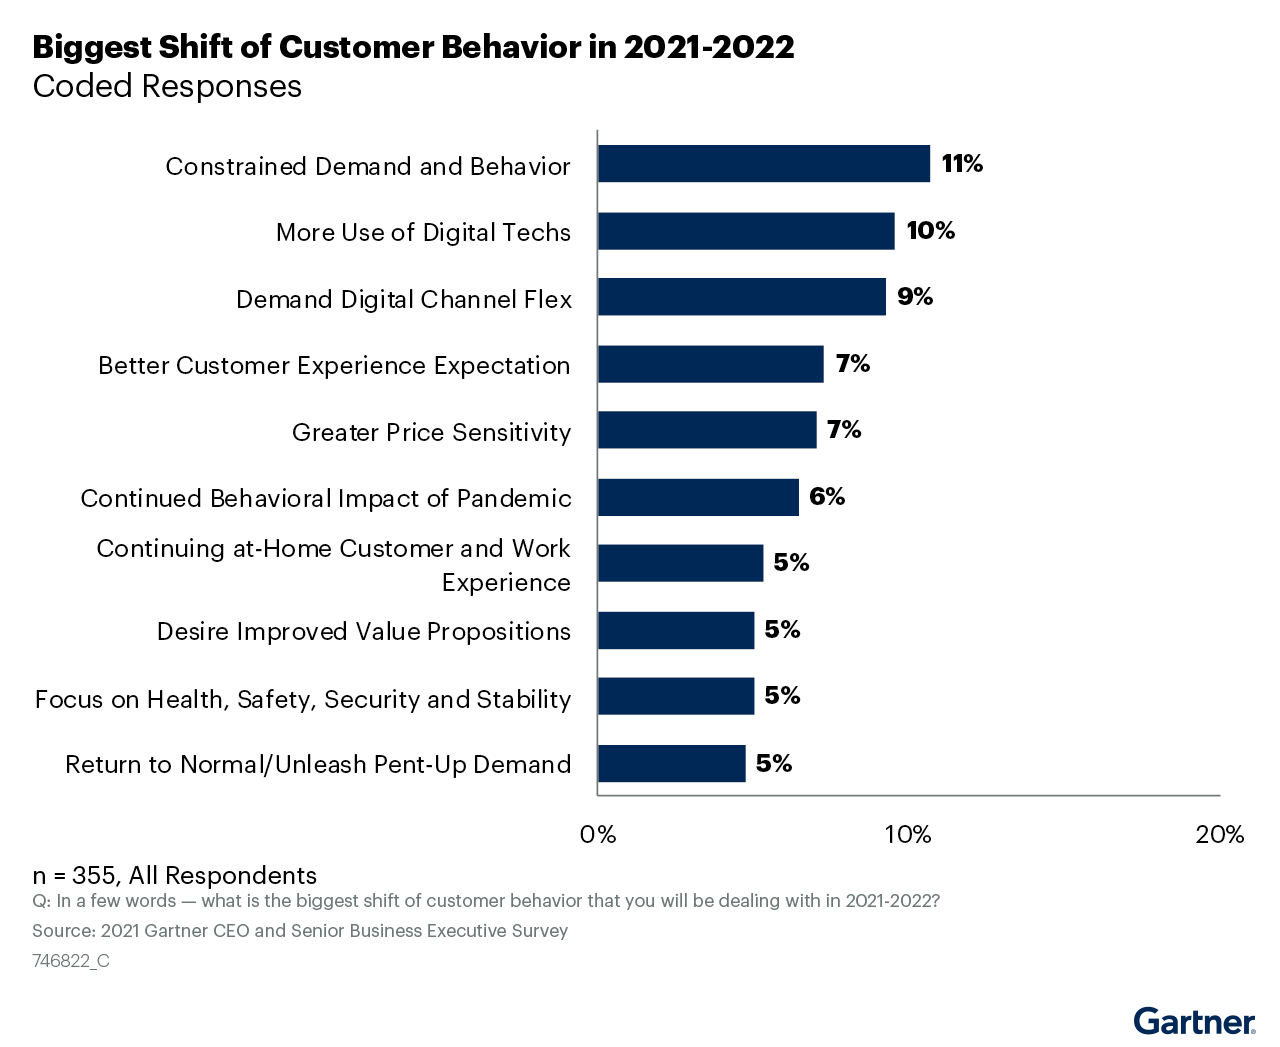 Biggest Shift of Customer Behavior in 2021-2022
Coded Responses
Constrained Demand and Behavior 11%
More Use of Digital Techs 10%
Demand Digital Channel Flex 9%
Better Customer Experience Expectation 7%
Greater Price Sensitivity 7%
Continued Behavioral Impact of Pandemic 6%
Continuing at-Home Customer and Work
Experience 5%
Desire Improved Value Propositions 5%
Focus on Health, Safety, Security and Stability 5%
Return to Normal/Unleash Pent-Up Demand 5%
0% 10% 20%
n = 355, All Respondents
Q: In a few words — what is the biggest shift of customer behavior that you will be dealing with in 2021-2022?
Source: 2021 Gartner CEO and Senior Business Executive Survey
746822_C
Gartner®